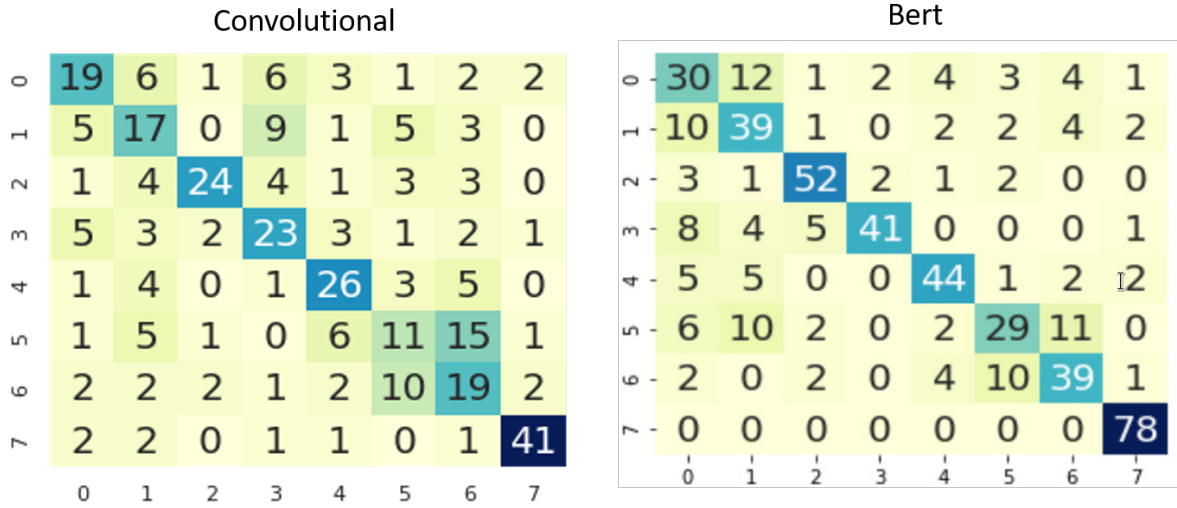 Convolutional
0 19 6 1 6 3 1 2 2
1 5 17 0 9 1 5 3 0
2 1 4 24 4 1 3 3 0
3 5 3 2 23 3 1 2 1
4 1 4 0 1 26 3 5 0
5 1 5 1 0 6 11 15 1
6 2 2 2 1 2 10 19 2
7 2 2 0 1 1 0 1 41
0 1 2 3 4 5 6 7
Bert
0 30 12 1 2 4 3 4 1
1 10 39 1 0 2 2 4 2
2 3 1 52 2 1 2 0 0
3 8 4 5 41 0 0 0 1
4 5 5 0 0 44 1 2 2
5 6 10 2 0 2 29 11 0
6 2 0 2 0 4 10 39 1
7 0 0 0 0 0 0 0 78
0 1 2 3 4 5 6 7